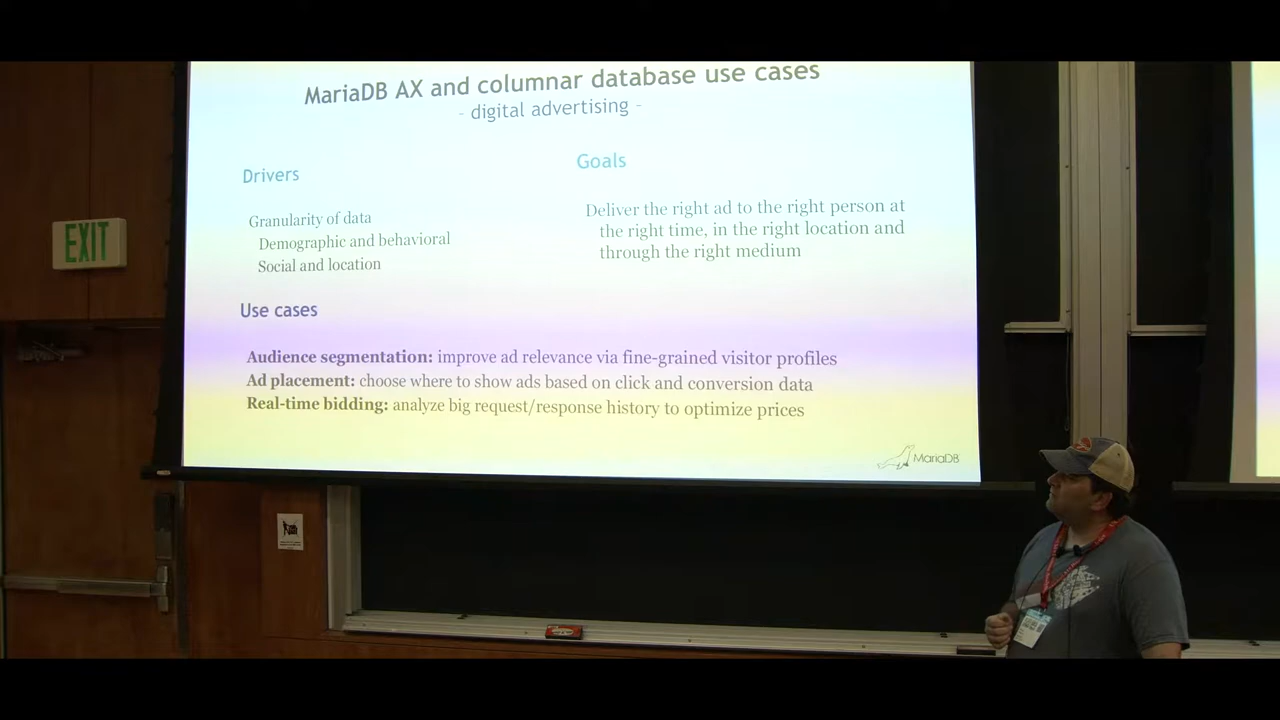 MariaDB AX and columnar database use cases
- digital advertising -
Drivers
Granularity of data
Demographic and behavioral
Social and location
Goals
Deliver the right ad to the right person at
the right time, in the right location and
through the right medium
Use cases
Audience segmentation: improve ad relevance via fine-grained visitor profiles
Ad placement: choose where to show ads based on click and conversion data
Real-time bidding: analyze big request/response history to optimize prices
MariaDB
EXIT